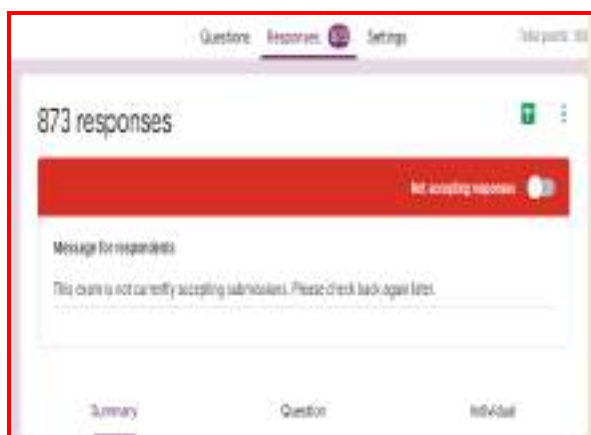 Questions Responses Settings
873 responses
Not accepting responses
Message for respondents
This exam is not currently accepting submissions. Please check back again later.
Summary Question Individual